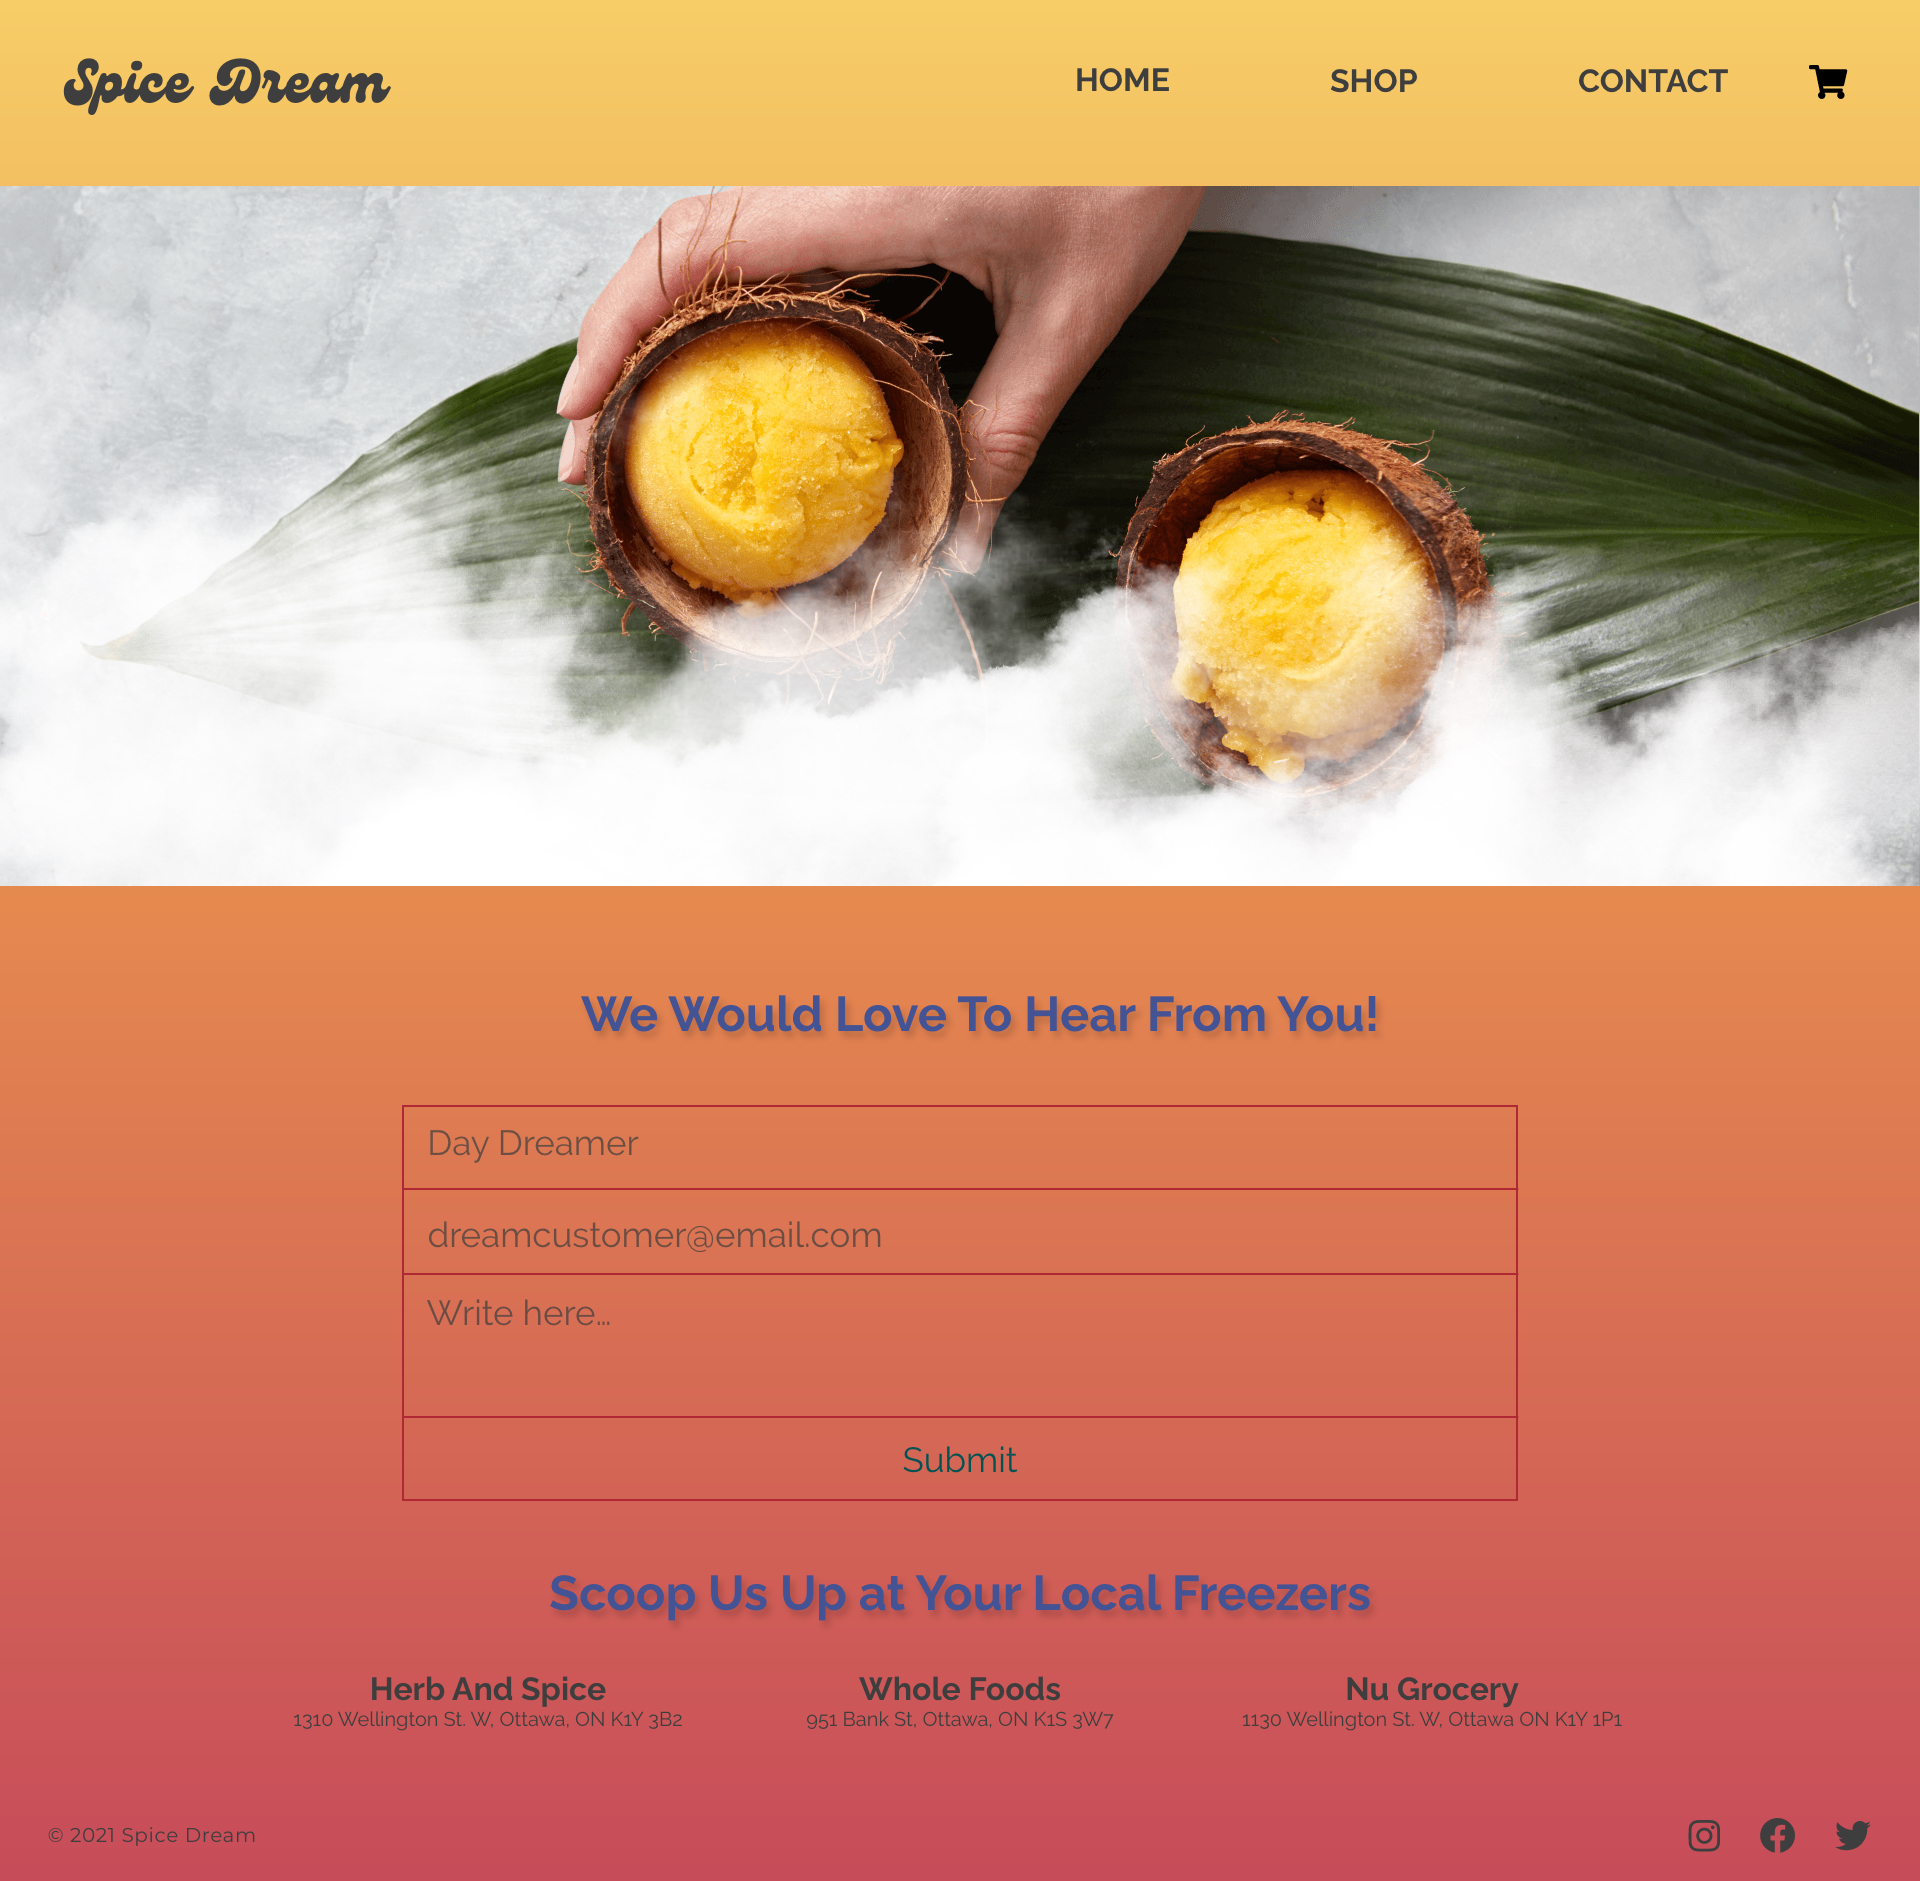 Spice Dream
HOME
SHOP
CONTACT
We Would Love To Hear From You!
Day Dreamer
dreamcustomer@email.com
Write here...
Submit
Scoop Us Up at Your Local Freezers
Herb And Spice
1310 Wellington St. W, Ottawa, ON K1Y 3B2
Whole Foods
951 Bank St, Ottawa, ON K1S 3W7
Nu Grocery
1130 Wellington St. W, Ottawa ON K1Y 1P1
© 2021 Spice Dream